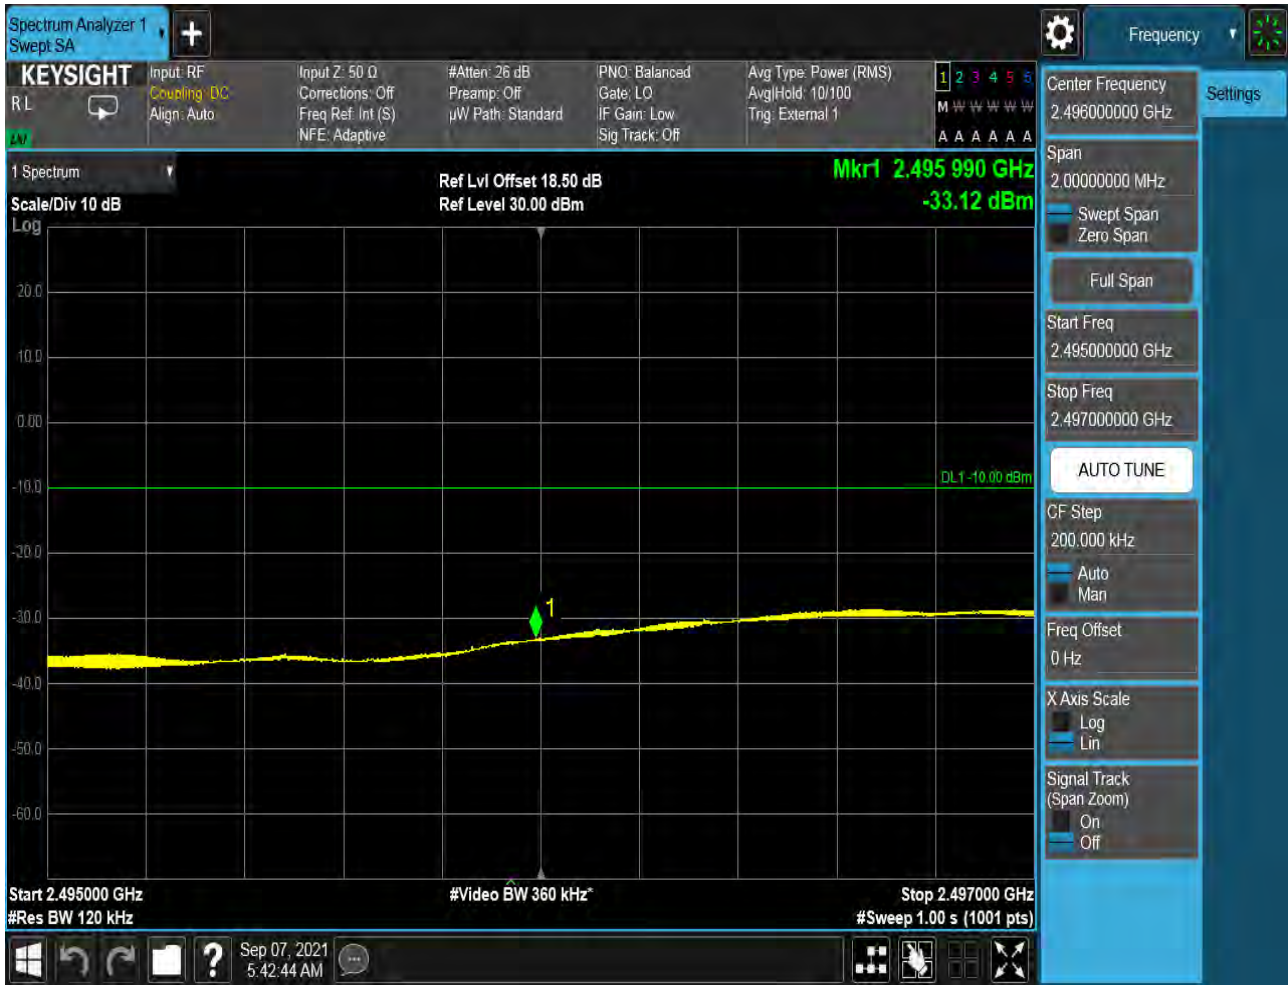 Spectrum Analyzer 1
Swept SA
Frequency
KEYSIGHT
R L
Input: RF
Coupling: DC
Align: Auto
Input Z: 50 Ω
Corrections: Off
Freq Ref: Int (S)
NFE: Adaptive
#Atten: 26 dB
Preamp: Off
µW Path: Standard
PNO: Balanced
Gate: LO
IF Gain: Low
Sig Track: Off
Avg Type: Power (RMS)
Avg|Hold: 10/100
Trig: External 1
1 2 3 4 5 6
M W W W W W
A A A A A A
Center Frequency
2.496000000 GHz
Settings
1 Spectrum
Scale/Div 10 dB
Log
Ref Lvl Offset 18.50 dB
Ref Level 30.00 dBm
Mkr1 2.495 990 GHz
-33.12 dBm
20.0
10.0
0.00
-10.0
-20.0
-30.0
-40.0
-50.0
-60.0
DL1 -10.00 dBm
1
Start 2.495000 GHz
#Res BW 120 kHz
#Video BW 360 kHz*
Stop 2.497000 GHz
#Sweep 1.00 s (1001 pts)
Span
2.00000000 MHz
Swept Span
Zero Span
Full Span
Start Freq
2.495000000 GHz
Stop Freq
2.497000000 GHz
AUTO TUNE
CF Step
200.000 kHz
Auto
Man
Freq Offset
0 Hz
X Axis Scale
Log
Lin
Signal Track
(Span Zoom)
On
Off
?
Sep 07, 2021
5:42:44 AM